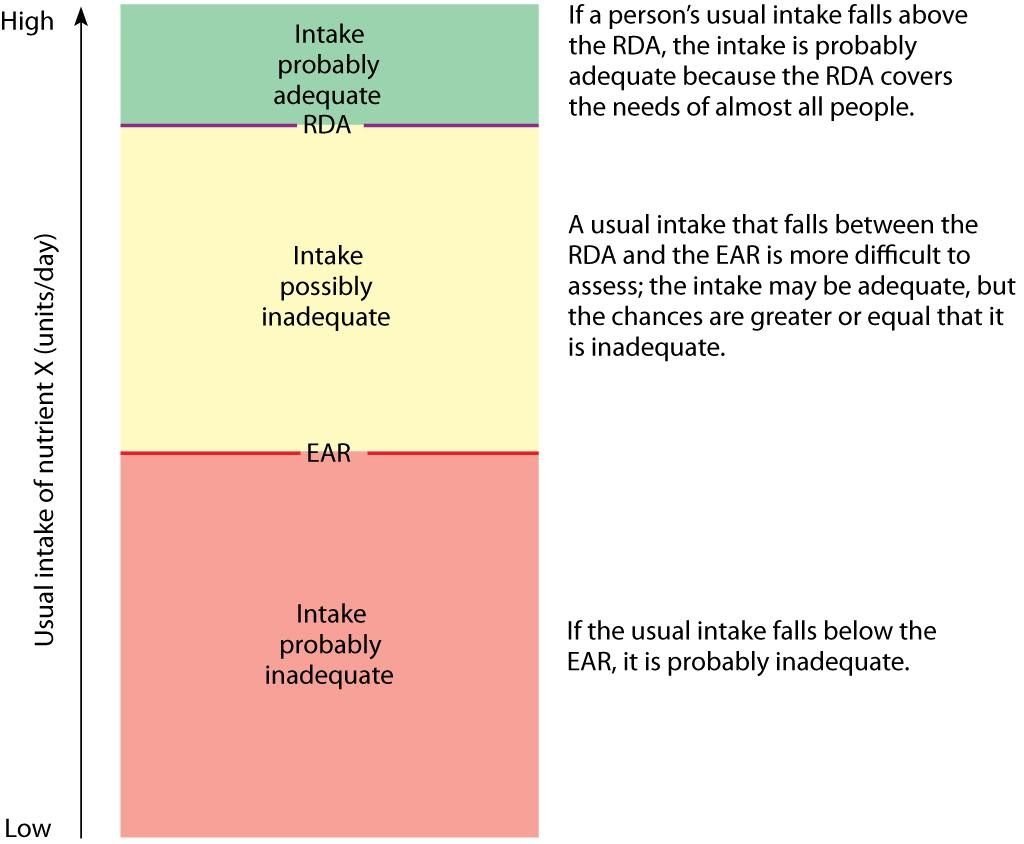 High
Intake
probably
adequate
RDA
If a person’s usual intake falls above
the RDA, the intake is probably
adequate because the RDA covers
the needs of almost all people.
Intake
possibly
inadequate
A usual intake that falls between the
RDA and the EAR is more difficult to
assess; the intake may be adequate, but
the chances are greater or equal that it
is inadequate.
Usual intake of nutrient X (units/day)
EAR
Intake
probably
inadequate
If the usual intake falls below the
EAR, it is probably inadequate.
Low